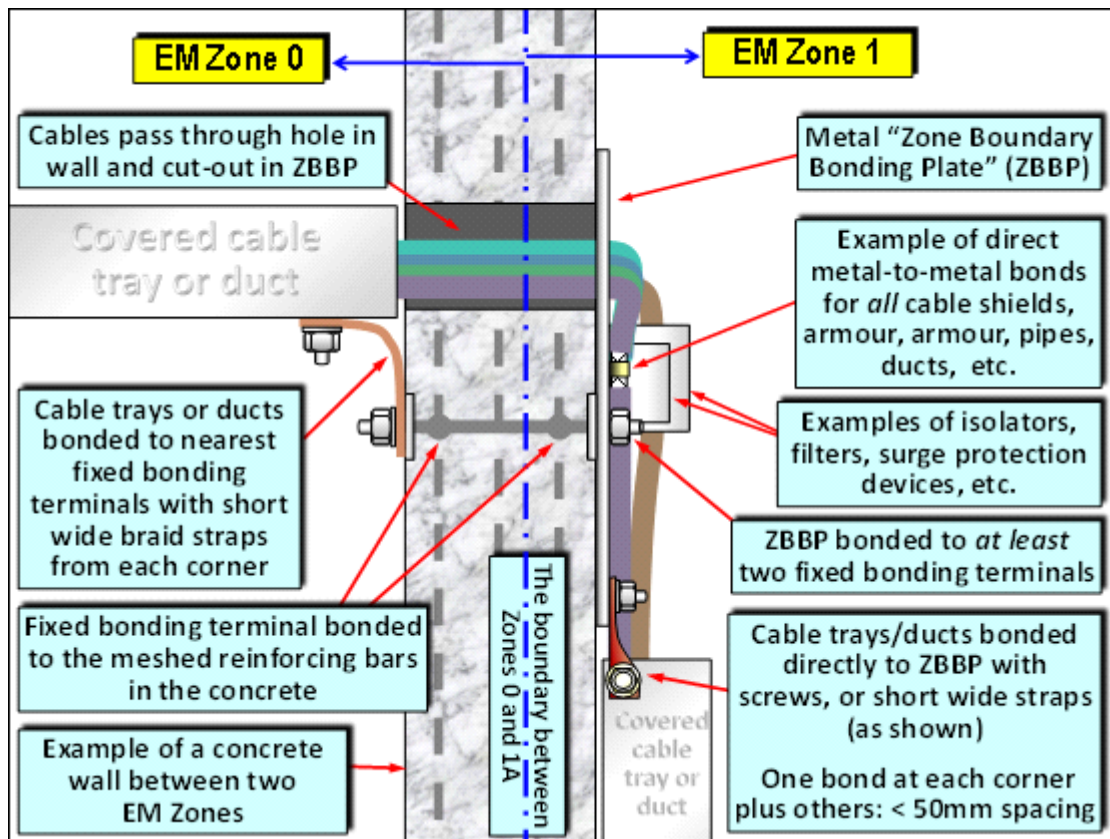 EM Zone 0
EM Zone 1
Cables pass through hole in
wall and cut-out in ZBBP
Metal “Zone Boundary
Bonding Plate” (ZBBP)
Covered cable
tray or duct
Example of direct
metal-to-metal bonds
for all cable shields,
armour, armour, pipes,
ducts, etc.
Cable trays or ducts
bonded to nearest
fixed bonding
terminals with short
wide braid straps
from each corner
Examples of isolators,
filters, surge protection
devices, etc.
ZBBP bonded to at least
two fixed bonding terminals
Fixed bonding terminal bonded
to the meshed reinforcing bars
in the concrete
The boundary between
Zones 0 and 1A
Cable trays/ducts bonded
directly to ZBBP with
screws, or short wide straps
(as shown)
One bond at each corner
plus others: < 50mm spacing
Covered
cable
tray or
duct
Example of a concrete
wall between two
EM Zones